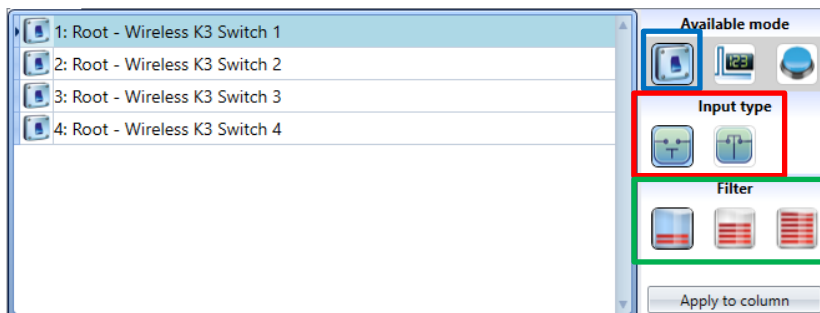 1: Root - Wireless K3 Switch 1
2: Root - Wireless K3 Switch 2
3: Root - Wireless K3 Switch 3
4: Root - Wireless K3 Switch 4
Available mode
123
Input type
Filter
Apply to column